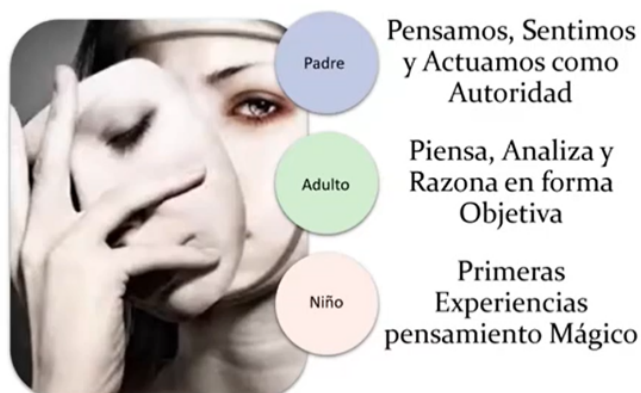 Padre
Pensamos, Sentimos
y Actuamos como
Autoridad
Adulto
Piensa, Analiza y
Razona en forma
Objetiva
Niño
Primeras
Experiencias
pensamiento Mágico